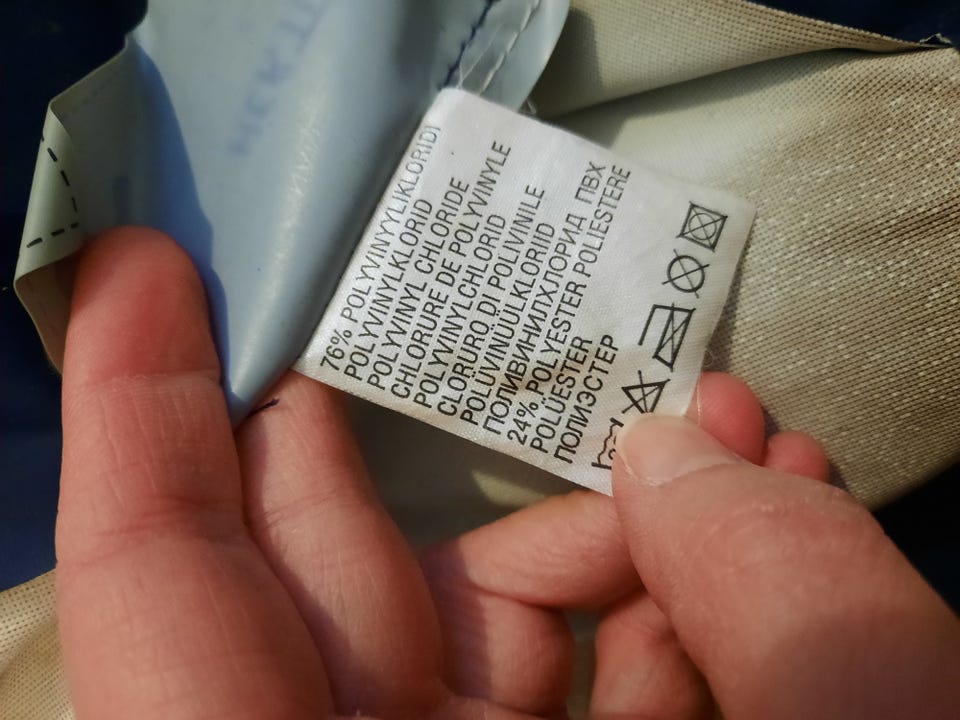 76% POLYVINYYLIKLORIDI
POLYVINYLKLORID
POLYVINYL CHLORIDE
CHLORURE DE POLYVINYLE
POLYVINYLCHLORID
CLORURO DI POLIVINILE
POLÜVINÜÜLKLORIID
ПОЛИВИНИЛХЛОРИД ПВХ
24% POLYESTER POLIESTERE
POLÜESTER
ПОЛИЭСТЕР